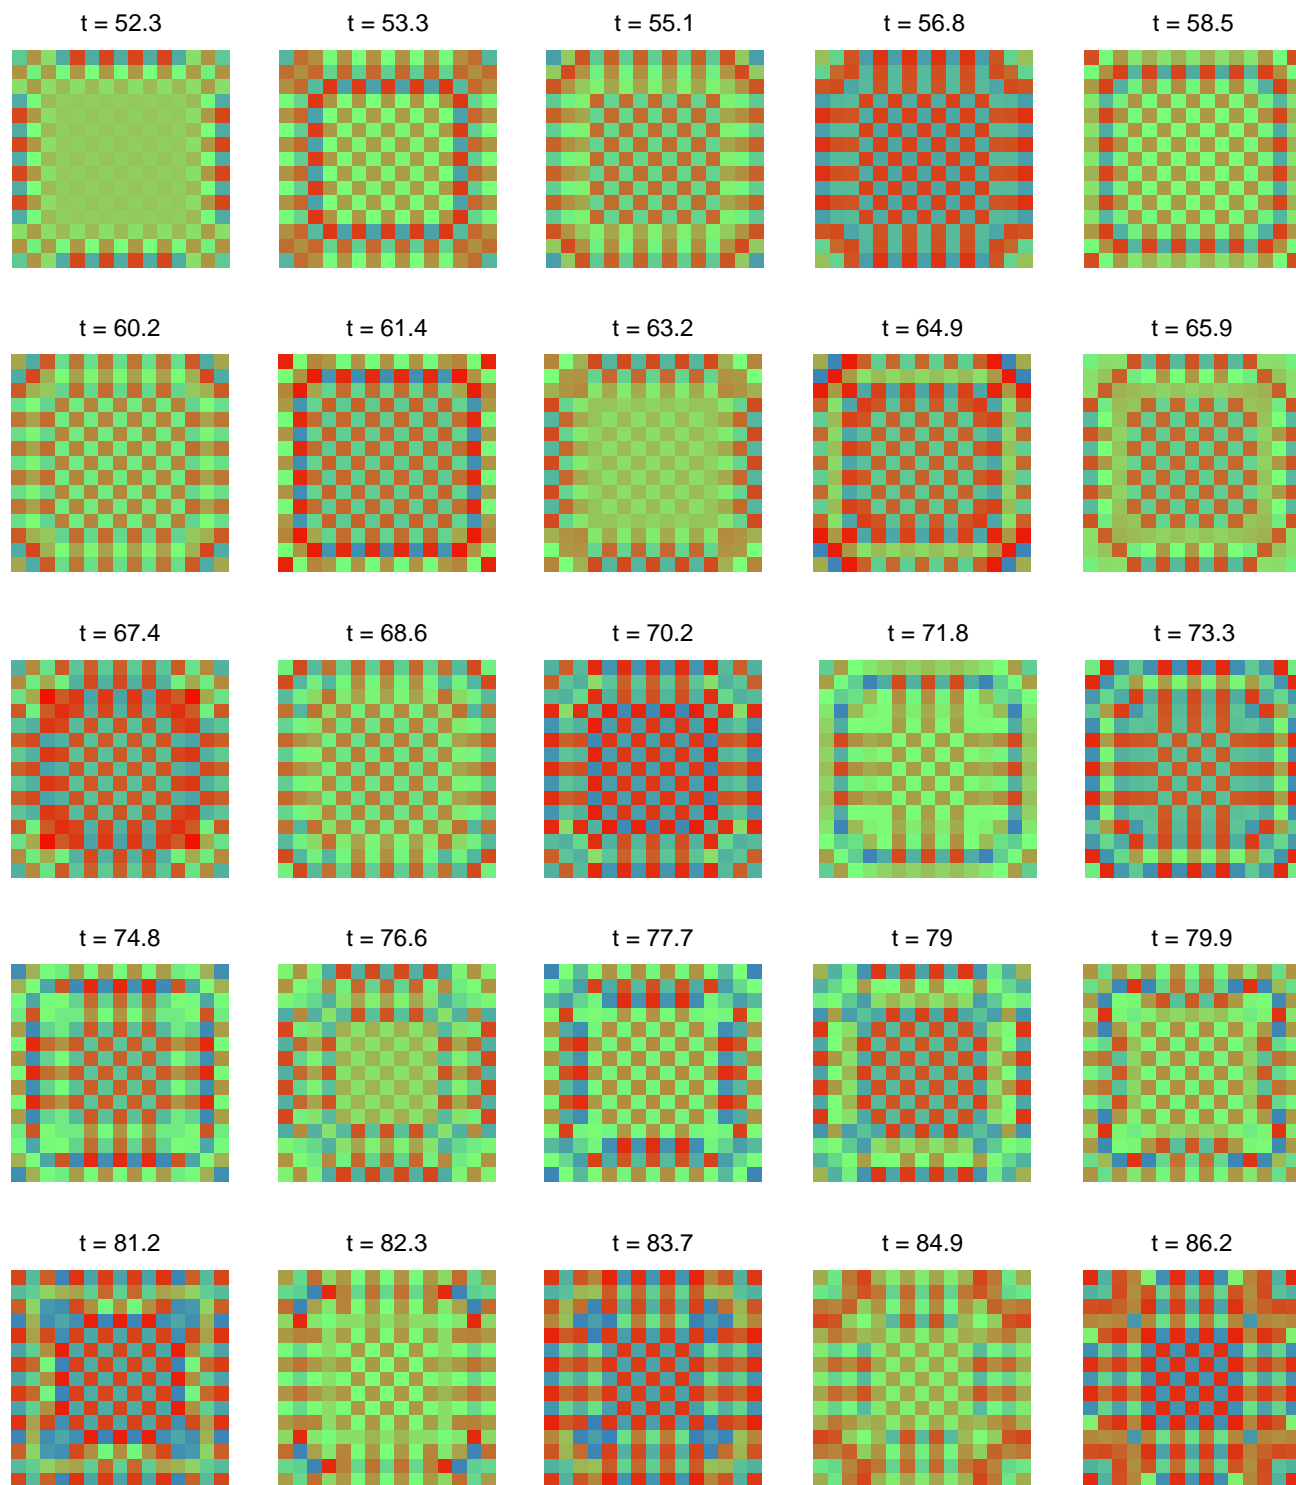 t = 52.3 t = 53.3 t = 55.1 t = 56.8 t = 58.5
t = 60.2 t = 61.4 t = 63.2 t = 64.9 t = 65.9
t = 67.4 t = 68.6 t = 70.2 t = 71.8 t = 73.3
t = 74.8 t = 76.6 t = 77.7 t = 79 t = 79.9
t = 81.2 t = 82.3 t = 83.7 t = 84.9 t = 86.2